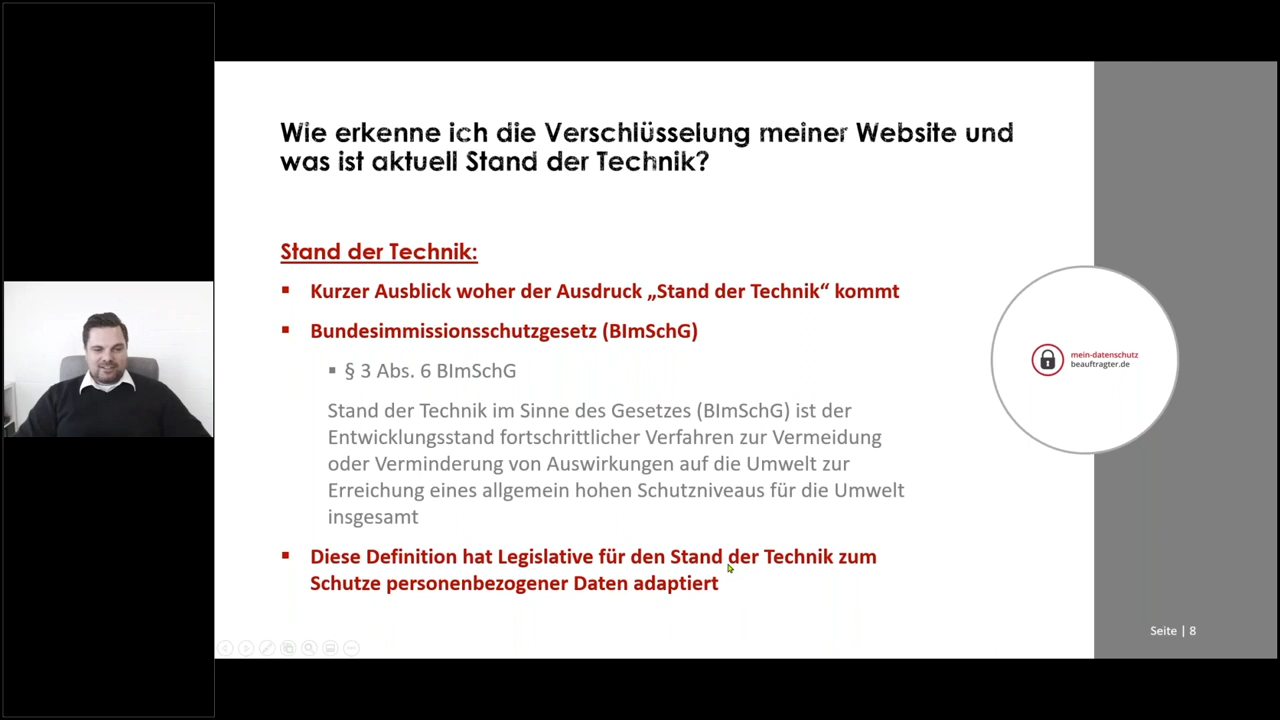 Wie erkenne ich die Verschlüsselung meiner Website und
was ist aktuell Stand der Technik?
Stand der Technik:
▪ Kurzer Ausblick woher der Ausdruck „Stand der Technik“ kommt
▪ Bundesimmissionsschutzgesetz (BImSchG)
▪ § 3 Abs. 6 BImSchG
Stand der Technik im Sinne des Gesetzes (BImSchG) ist der
Entwicklungsstand fortschrittlicher Verfahren zur Vermeidung
oder Verminderung von Auswirkungen auf die Umwelt zur
Erreichung eines allgemein hohen Schutzniveaus für die Umwelt
insgesamt
▪ Diese Definition hat Legislative für den Stand der Technik zum
Schutze personenbezogener Daten adaptiert
mein-datenschutz
beauftragter.de
Seite | 8